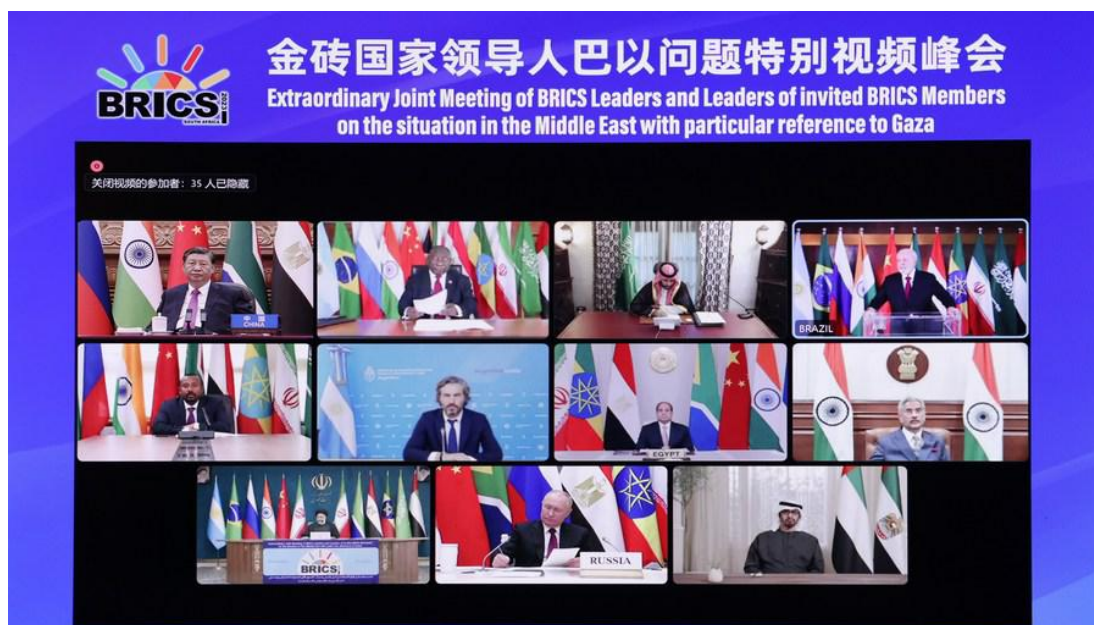 金砖国家领导人巴以问题特别视频峰会
BRICS
SOUTH AFRICA
2023
Extraordinary Joint Meeting of BRICS Leaders and Leaders of invited BRICS Members
on the situation in the Middle East with particular reference to Gaza
关闭视频的参加者：35 人已隐藏
中国
CHINA
BRAZIL
EGYPT
BRICS
RUSSIA